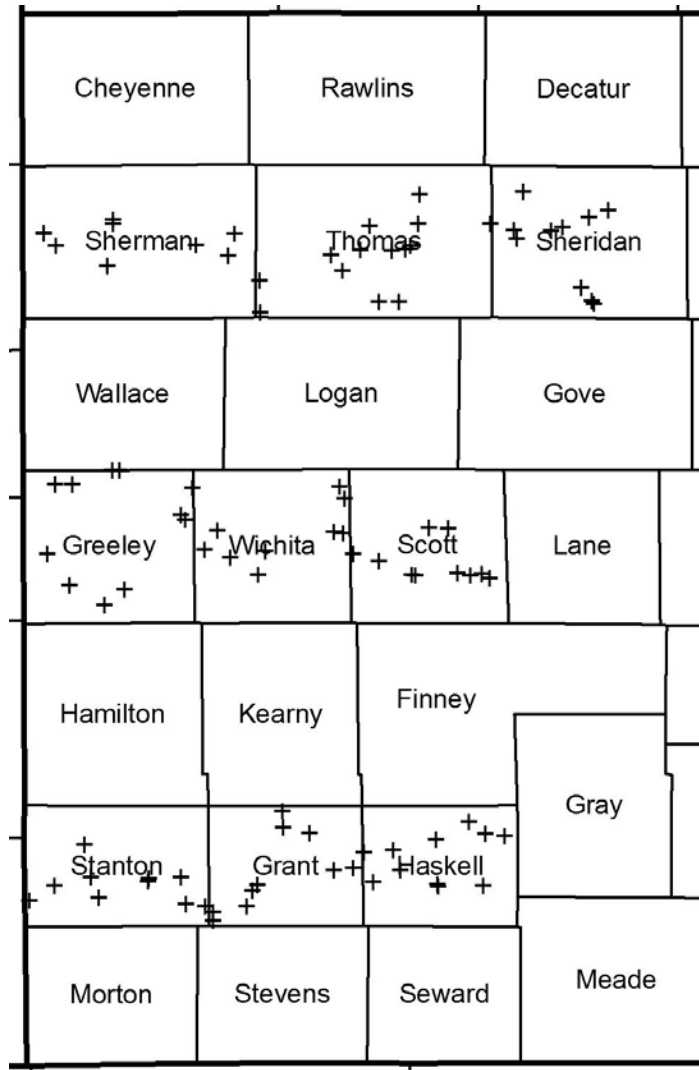 Cheyenne Rawlins Decatur
Sherman Thomas Sheridan
Wallace Logan Gove
Greeley Wichita Scott Lane
Hamilton Kearny Finney
Gray
Stanton Grant Haskell
Morton Stevens Seward Meade